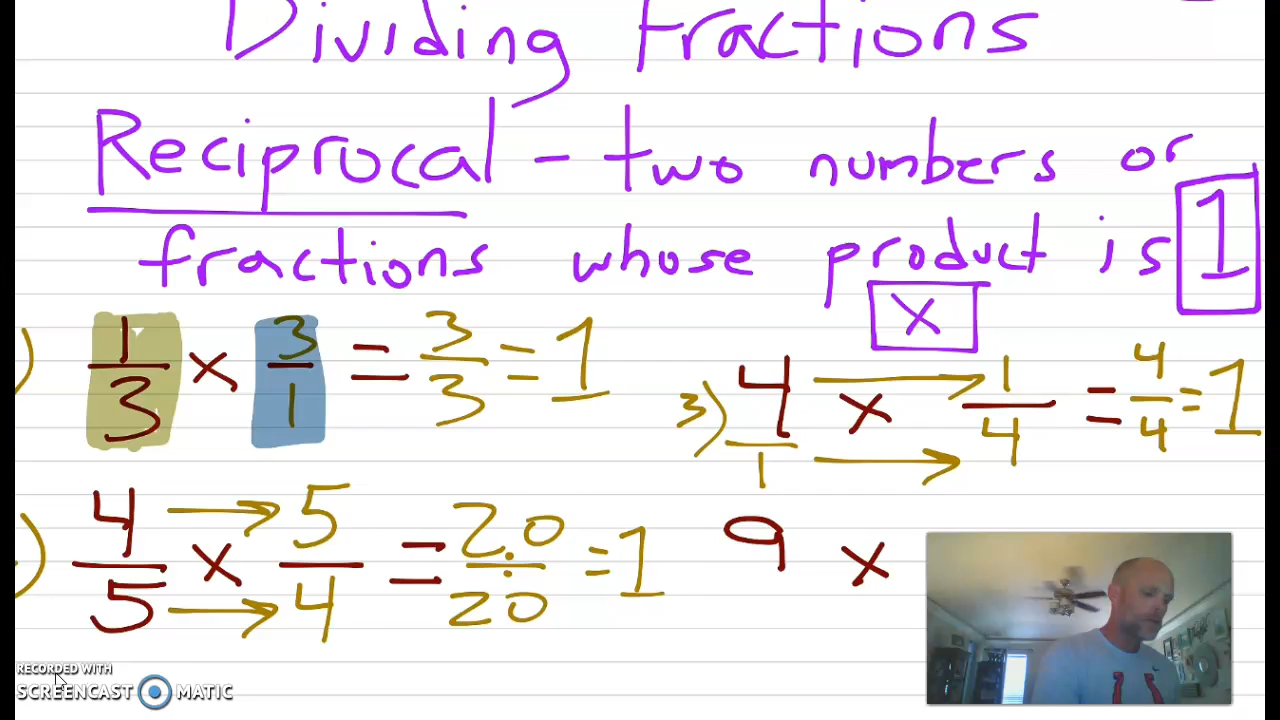 Dividing Fractions
Reciprocal - two numbers or
fractions whose product is 1
x
) 1/3 x 3/1 = 3/3 = 1
3) 4/1 x 1/4 = 4/4 = 1
) 4/5 x 5/4 = 20/20 = 1
9 x
RECORDED WITH
SCREENCAST MATIC